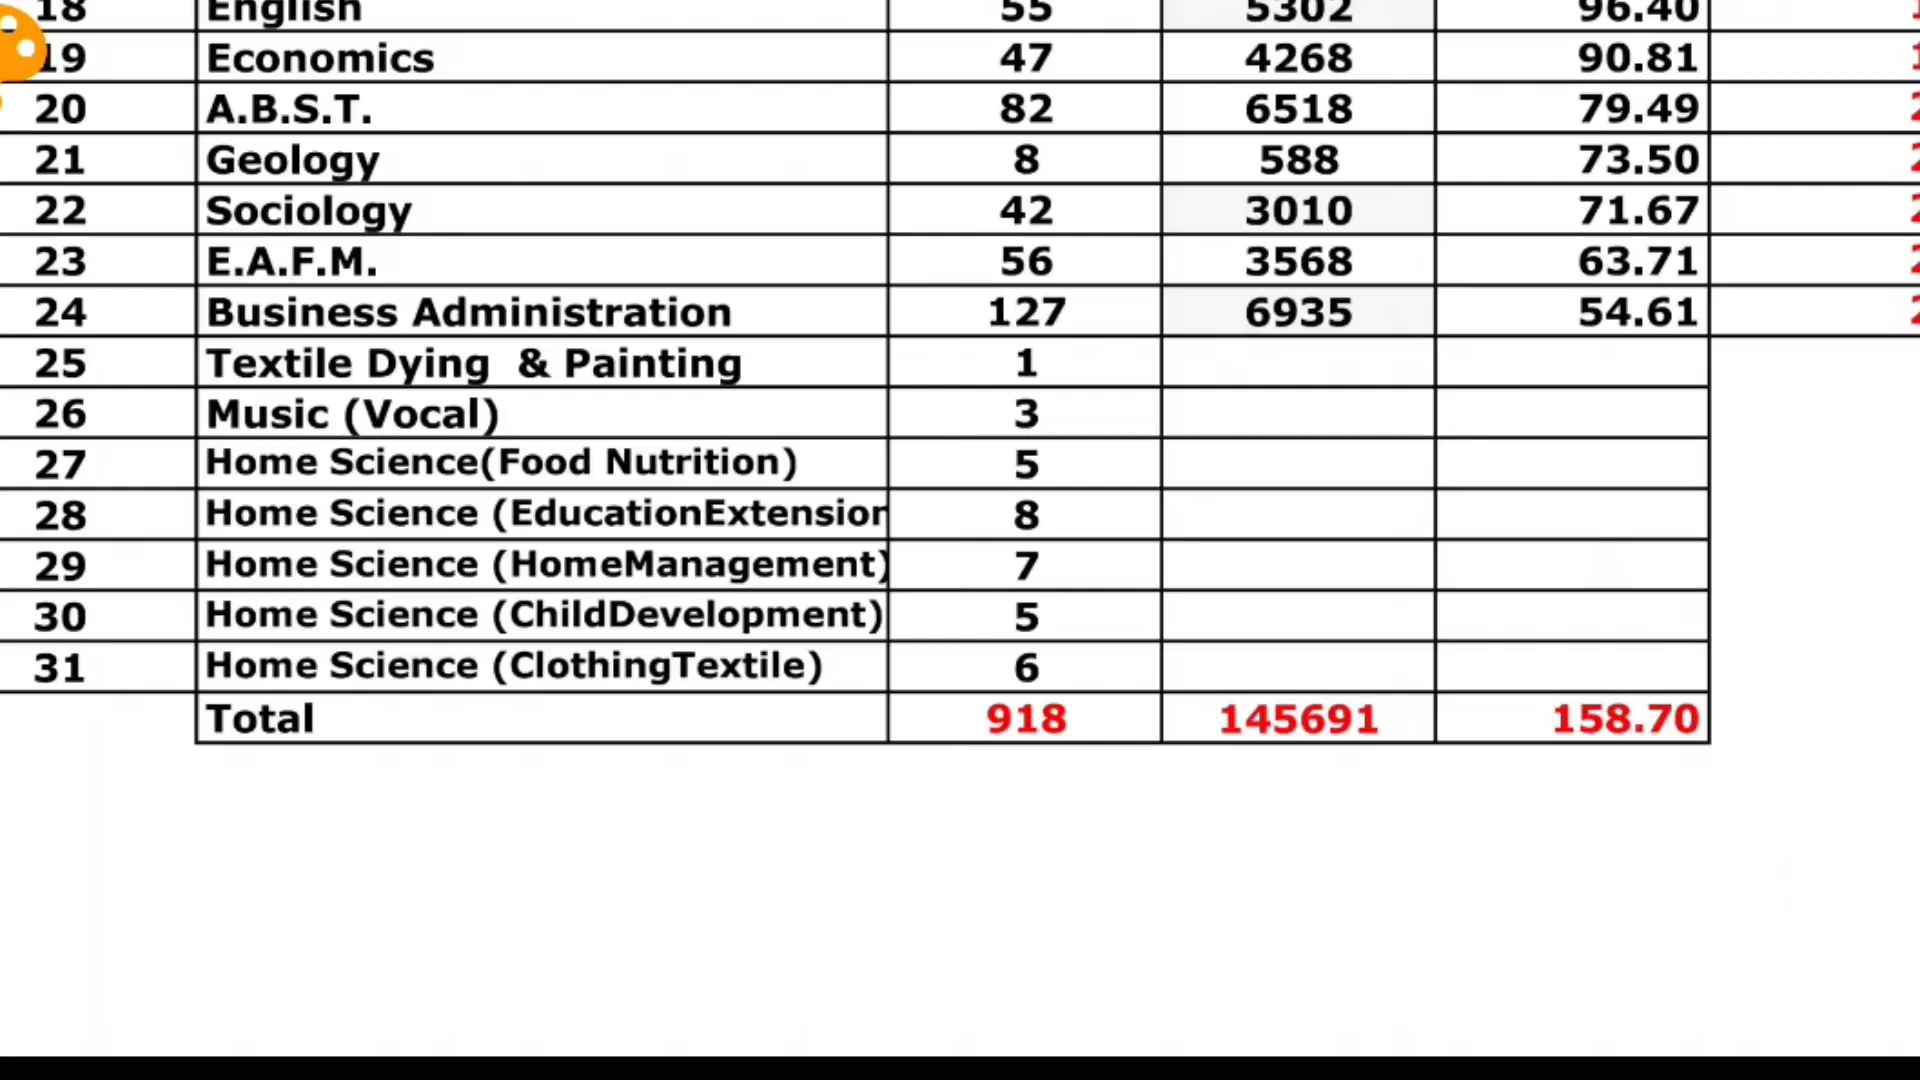 18 English 55 5302 96.40
19 Economics 47 4268 90.81
20 A.B.S.T. 82 6518 79.49
21 Geology 8 588 73.50
22 Sociology 42 3010 71.67
23 E.A.F.M. 56 3568 63.71
24 Business Administration 127 6935 54.61
25 Textile Dying & Painting 1
26 Music (Vocal) 3
27 Home Science(Food Nutrition) 5
28 Home Science (EducationExtension 8
29 Home Science (HomeManagement) 7
30 Home Science (ChildDevelopment) 5
31 Home Science (ClothingTextile) 6
Total 918 145691 158.70